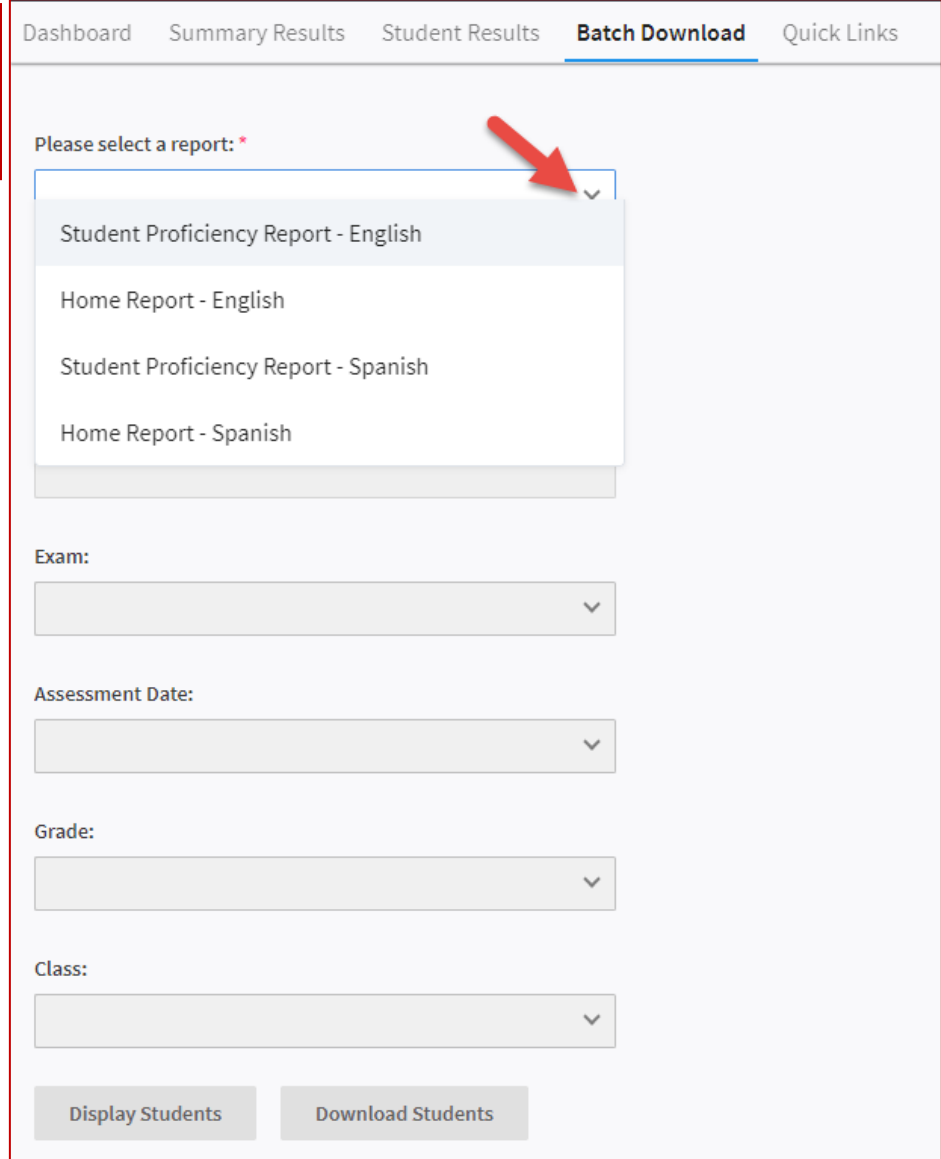 Dashboard Summary Results Student Results Batch Download Quick Links
Please select a report: *
Student Proficiency Report - English
Home Report - English
Student Proficiency Report - Spanish
Home Report - Spanish
Exam:
Assessment Date:
Grade:
Class:
Display Students Download Students